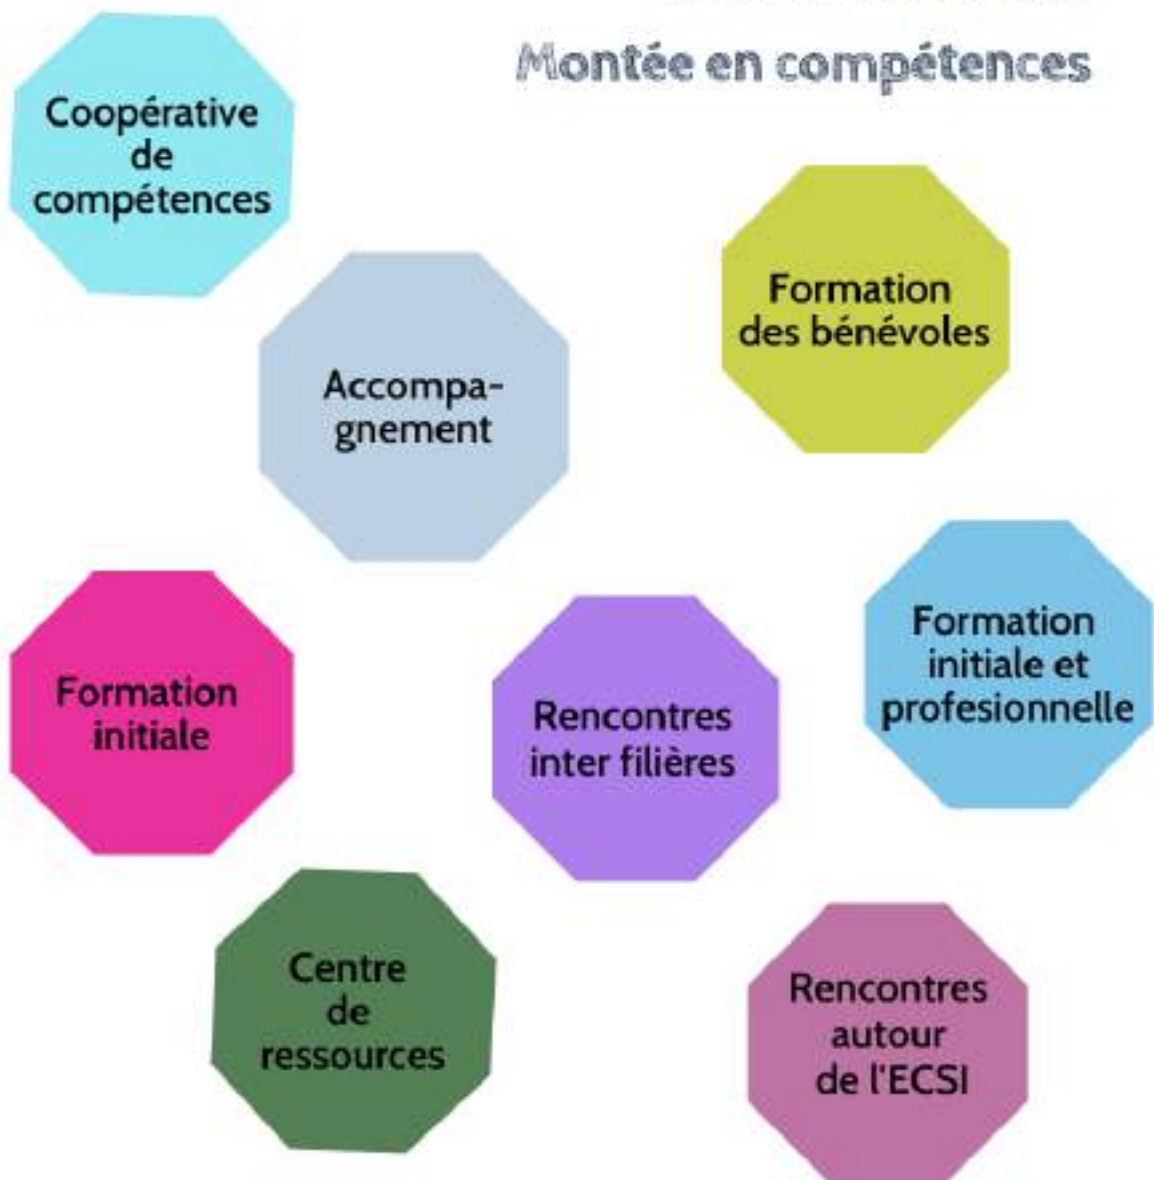 Montée en compétences
Coopérative
de
compétences
Formation
des bénévoles
Accompa-
gnement
Formation
initiale et
profesionnelle
Formation
initiale
Rencontres
inter filières
Centre
de
ressources
Rencontres
autour
de l'ECSI